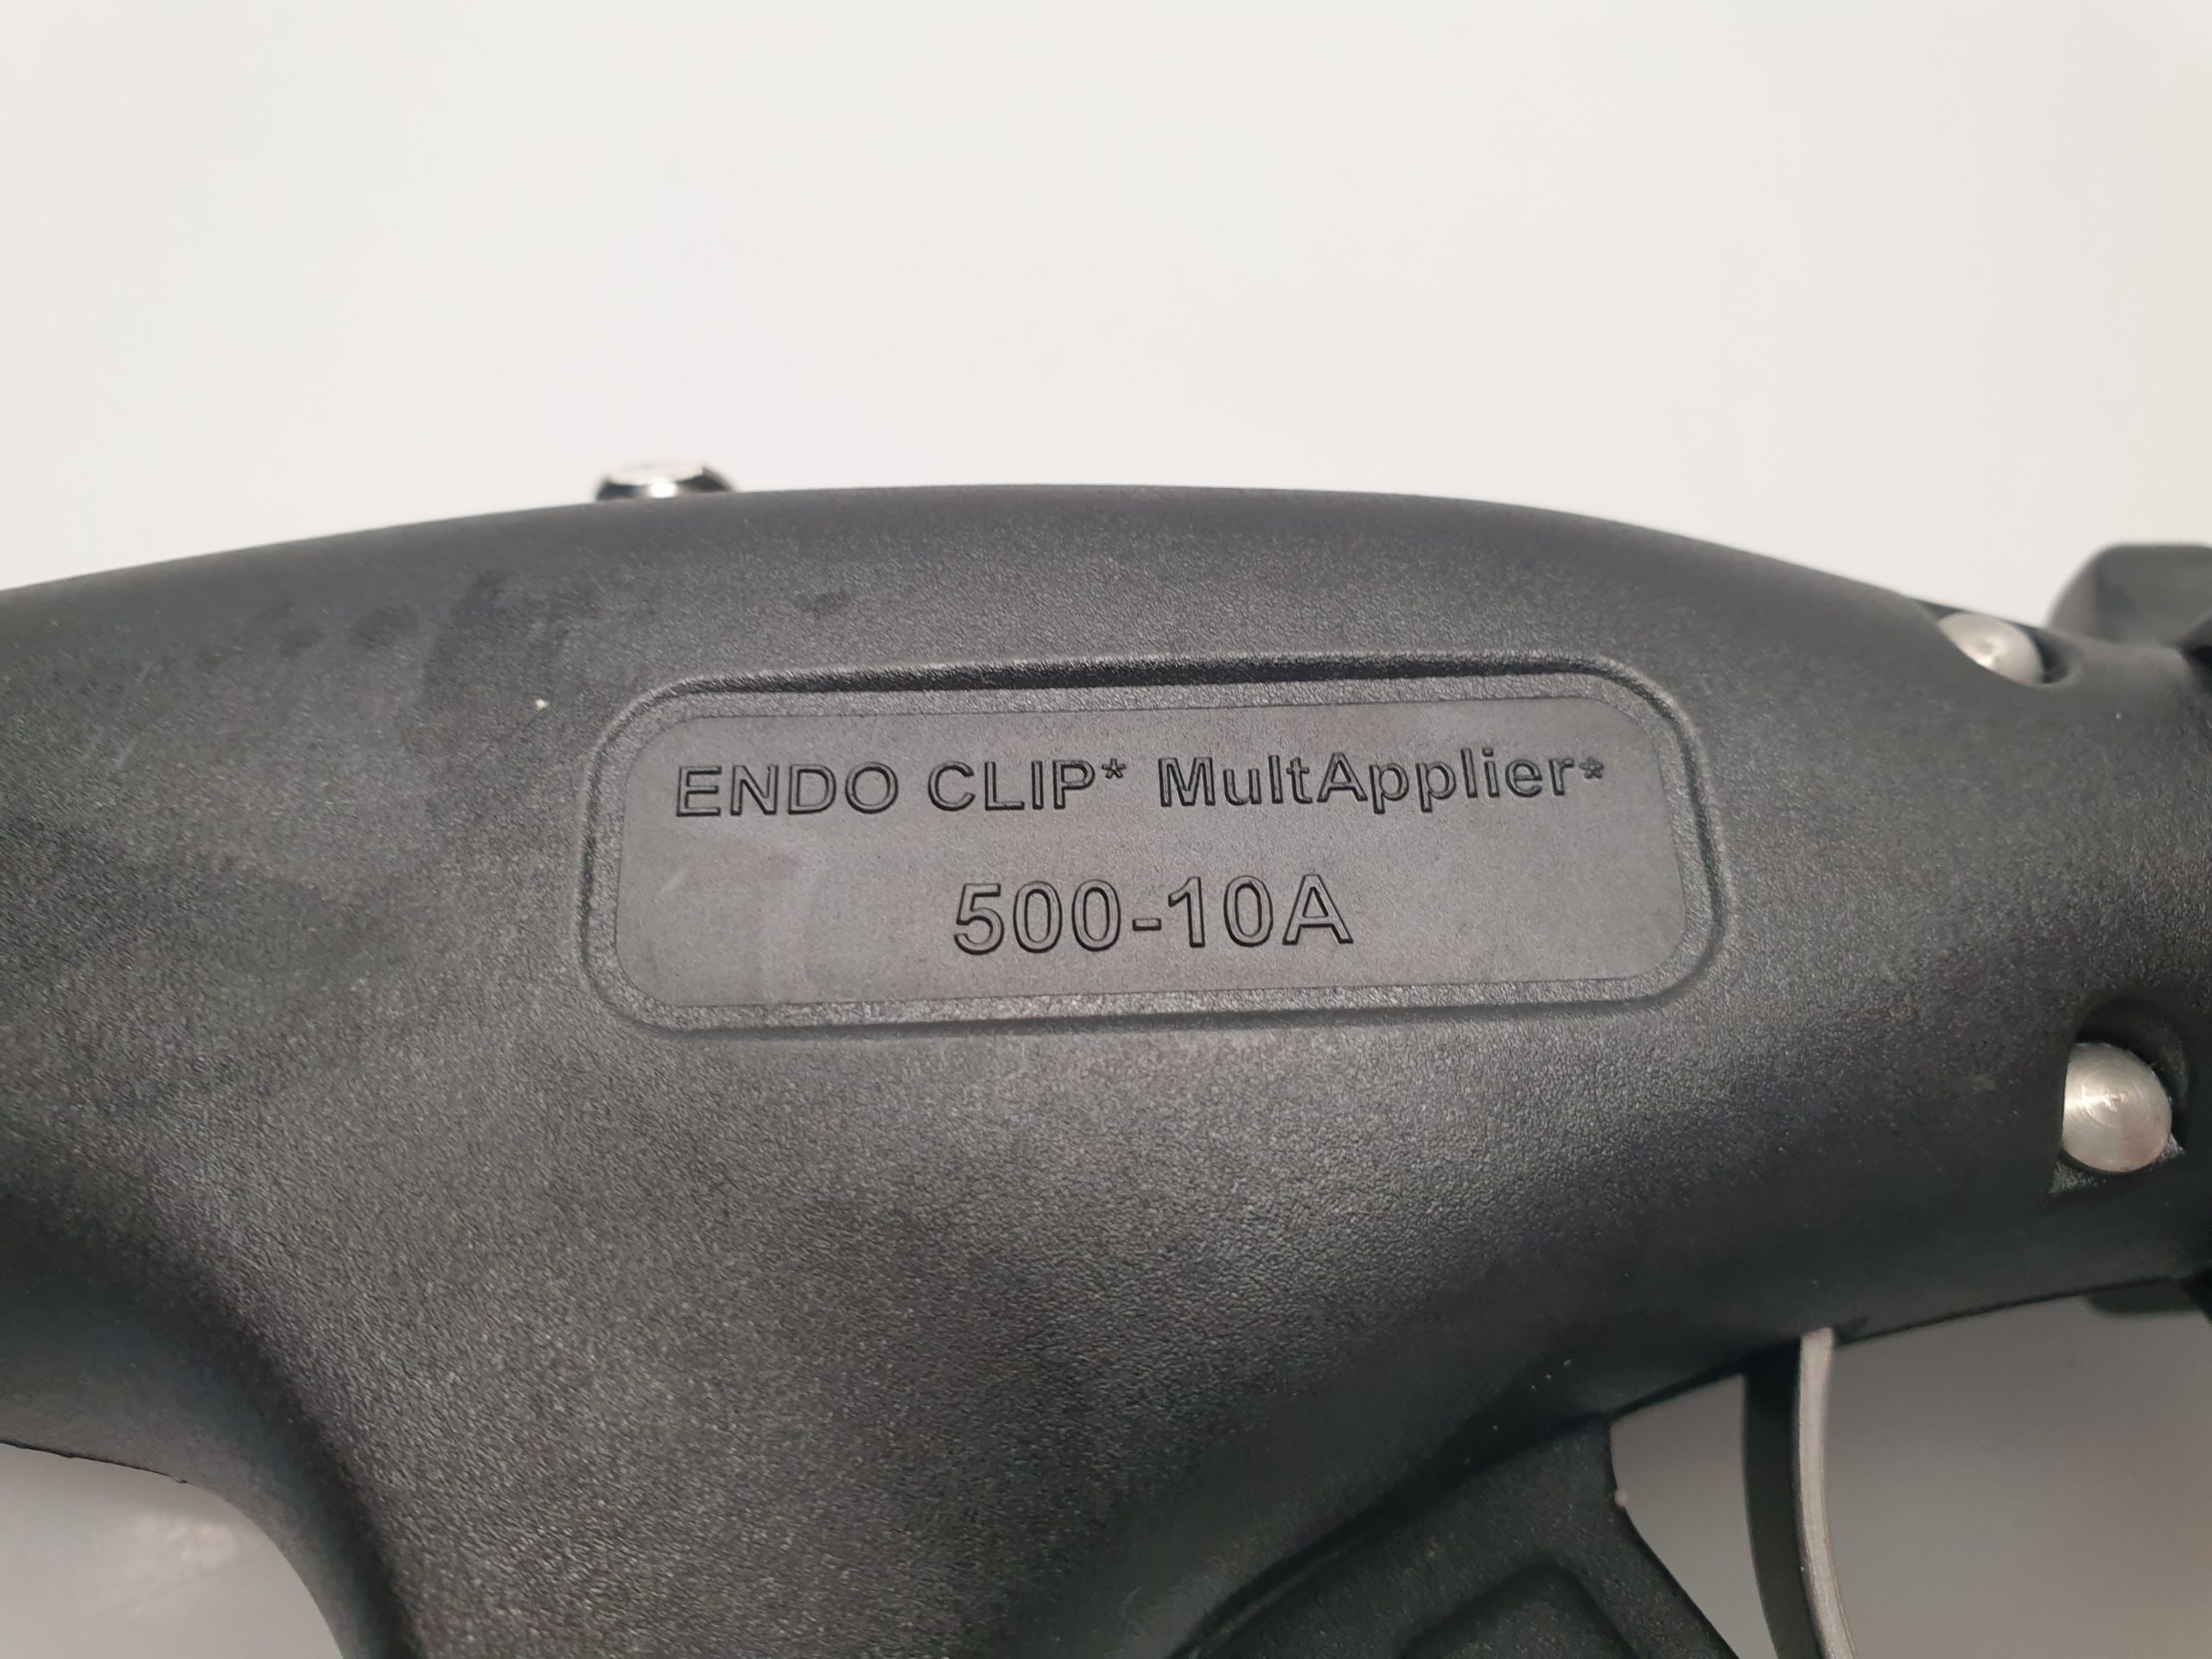 ENDO CLIP* MultApplier*
500-10A